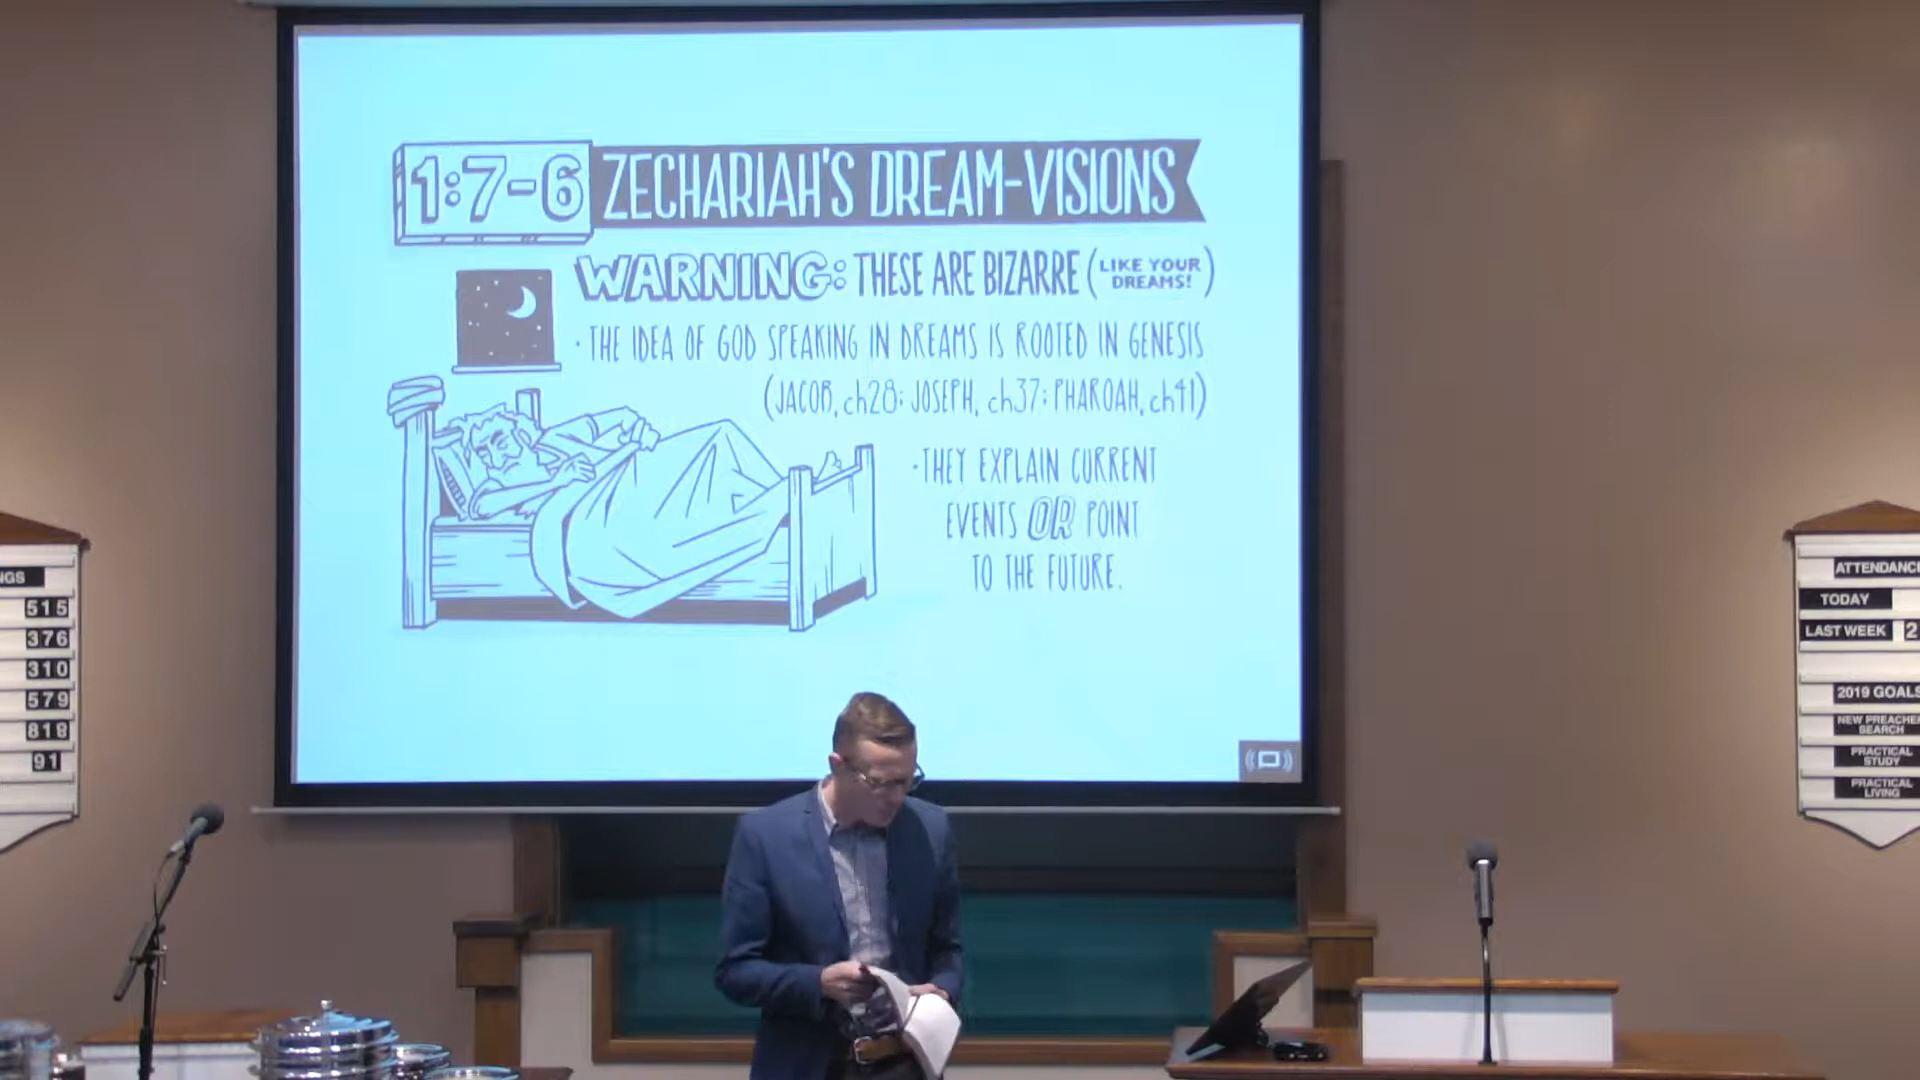 1:7-6 ZECHARIAH'S DREAM-VISIONS
WARNING: THESE ARE BIZARRE (LIKE YOUR DREAMS!)
• THE IDEA OF GOD SPEAKING IN DREAMS IS ROOTED IN GENESIS
(JACOB, ch28; JOSEPH, ch37; PHAROAH, ch41)
• THEY EXPLAIN CURRENT
EVENTS OR POINT
TO THE FUTURE.
515
376
310
579
818
91
ATTENDANCE
TODAY
LAST WEEK 2
2019 GOALS
NEW PREACHER
SEARCH
PRACTICAL
STUDY
PRACTICAL
LIVING